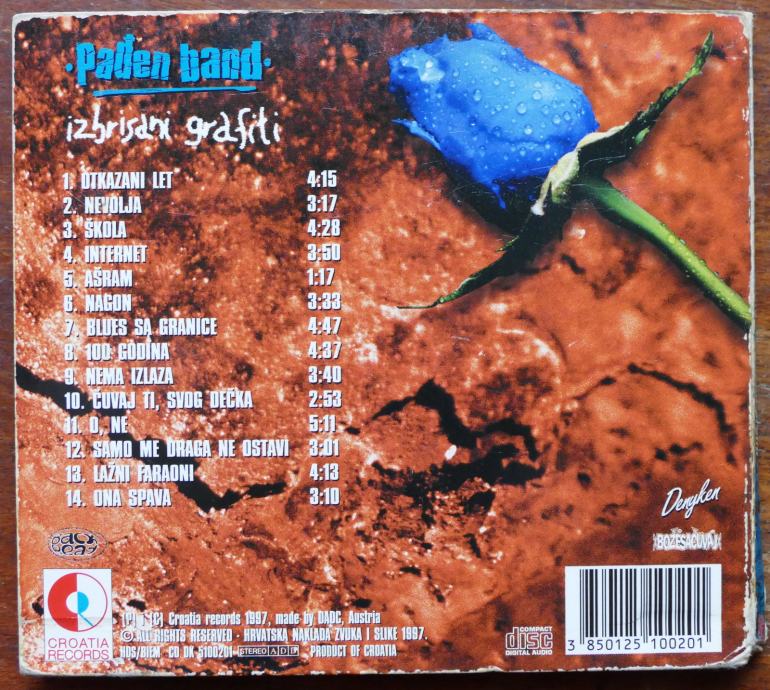 ·pađen band·
izbrisani grafiti
1. OTKAZANI LET 4:15
2. NEVOLJA 3:17
3. ŠKOLA 4:28
4. INTERNET 3:50
5. AŠRAM 1:17
6. NAGON 3:33
7. BLUES SA GRANICE 4:47
8. 100 GODINA 4:37
9. NEMA IZLAZA 3:40
10. ČUVAJ TI, SVOG DEČKA 2:53
11. O, NE 5:11
12. SAMO ME DRAGA NE OSTAVI 3:01
13. LAŽNI FARAONI 4:13
14. ONA SPAVA 3:10
Denyken
BOŽESAČUVAJ
CROATIA
RECORDS
(P) I (C) Croatia records 1997, made by DADC, Austria
© ALL RIGHTS RESERVED · HRVATSKA NAKLADA ZVUKA I SLIKE 1997.
HDS/BIEM CD DK 5100201 STEREO A D D PRODUCT OF CROATIA
COMPACT
disc
DIGITAL AUDIO
3 850125 100201